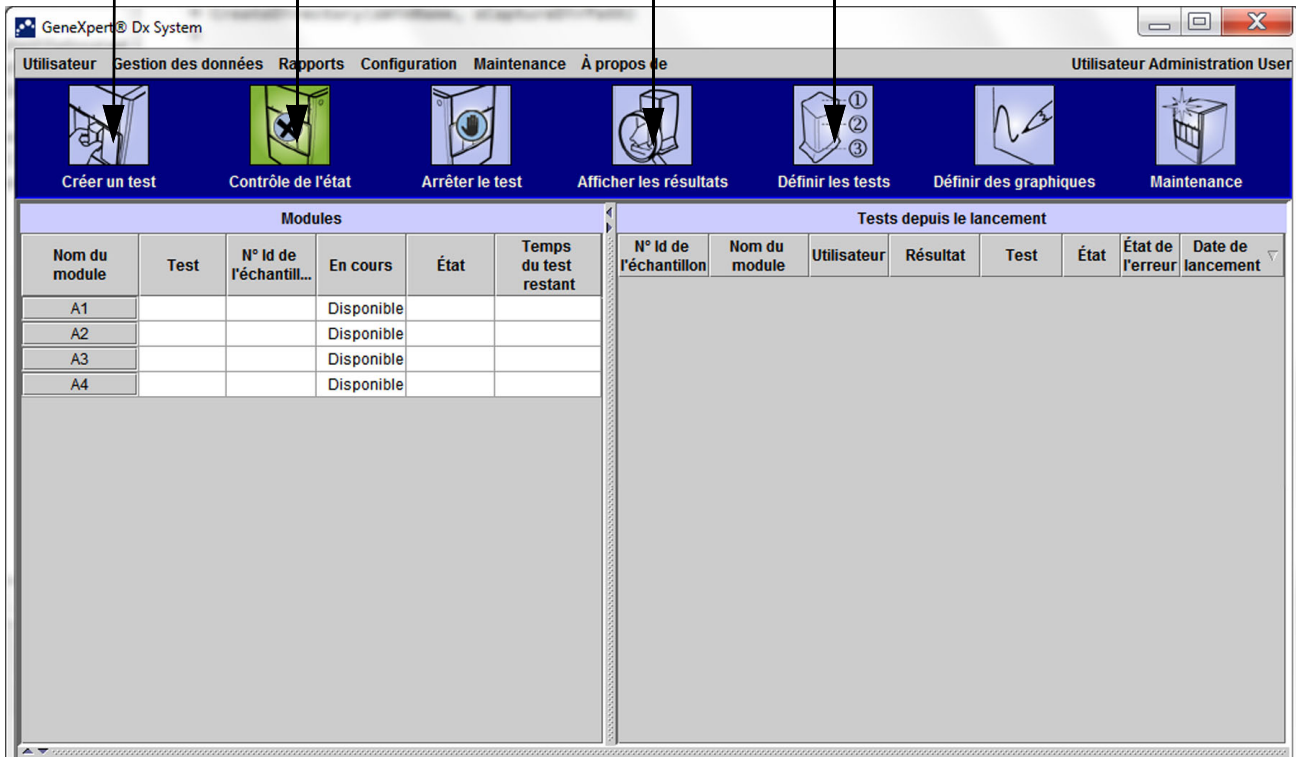 GeneXpert® Dx System
Utilisateur Gestion des données Rapports Configuration Maintenance À propos de Utilisateur Administration User
① 
② 
③
Créer un test Contrôle de l'état Arrêter le test Afficher les résultats Définir les tests Définir des graphiques Maintenance
Modules
Nom du module Test N° Id de l'échantill... En cours État Temps du test restant
A1 Disponible
A2 Disponible
A3 Disponible
A4 Disponible
Tests depuis le lancement
N° Id de l'échantillon Nom du module Utilisateur Résultat Test État État de l'erreur Date de lancement